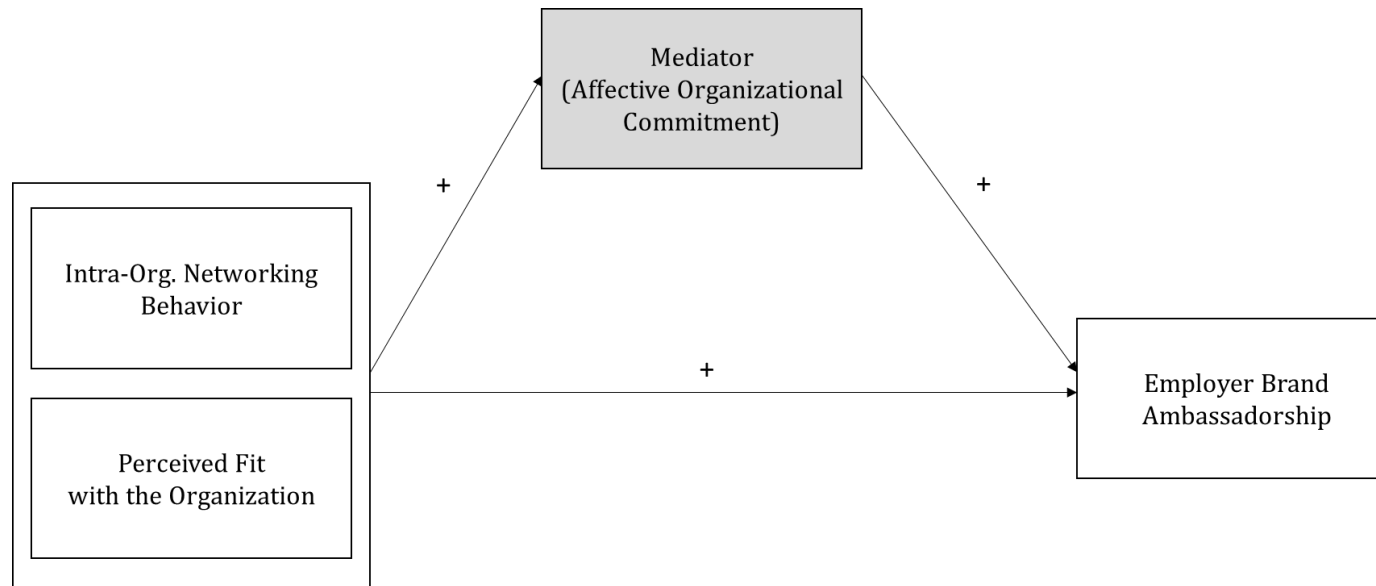 Mediator
(Affective Organizational
Commitment)
+
+
Intra-Org. Networking
Behavior
+
Employer Brand
Ambassadorship
Perceived Fit
with the Organization